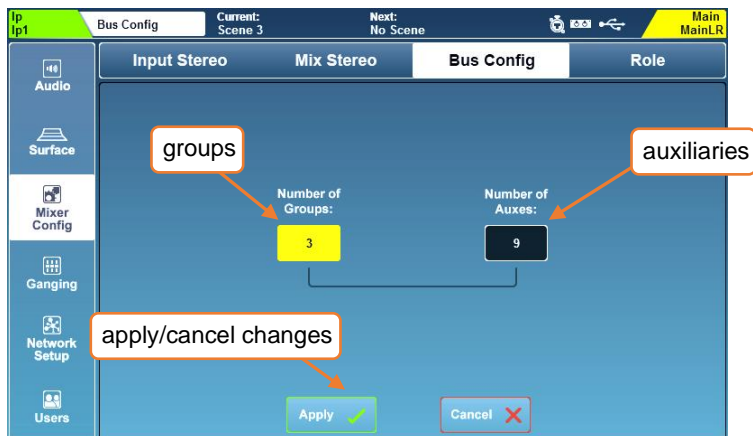 Ip
Ip1
Bus Config
Current:
Scene 3
Next:
No Scene
Main
MainLR
Audio
Input Stereo
Mix Stereo
Bus Config
Role
Surface
groups
auxiliaries
Mixer
Config
Number of
Groups:
Number of
Auxes:
3
9
Ganging
Network
Setup
apply/cancel changes
Users
Apply
Cancel